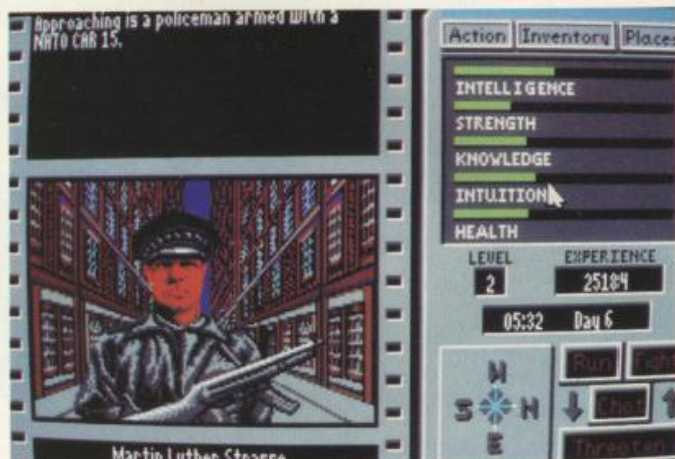 Approaching is a policeman armed with a
NATO CAR 15.
Action Inventory Places
INTELLIGENCE
STRENGTH
KNOWLEDGE
INTUITION
HEALTH
LEVEL EXPERIENCE
2 25184
05:32 Day 6
W
S N
E
Run Fight
Chat
Threaten
Martin Luther Strasse